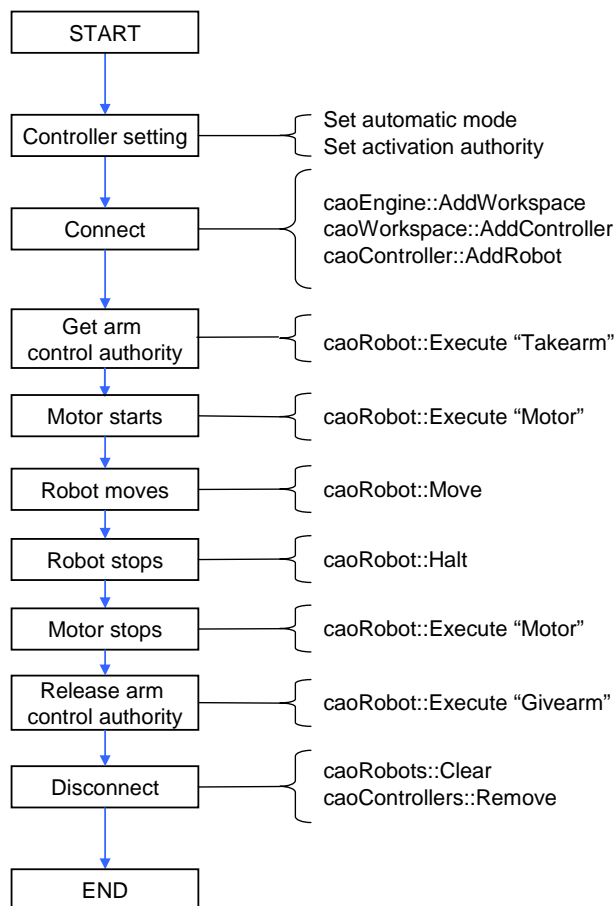 START
Controller setting
Set automatic mode
Set activation authority
Connect
caoEngine::AddWorkspace
caoWorkspace::AddController
caoController::AddRobot
Get arm
control authority
caoRobot::Execute “Takearm”
Motor starts
caoRobot::Execute “Motor”
Robot moves
caoRobot::Move
Robot stops
caoRobot::Halt
Motor stops
caoRobot::Execute “Motor”
Release arm
control authority
caoRobot::Execute “Givearm”
Disconnect
caoRobots::Clear
caoControllers::Remove
END